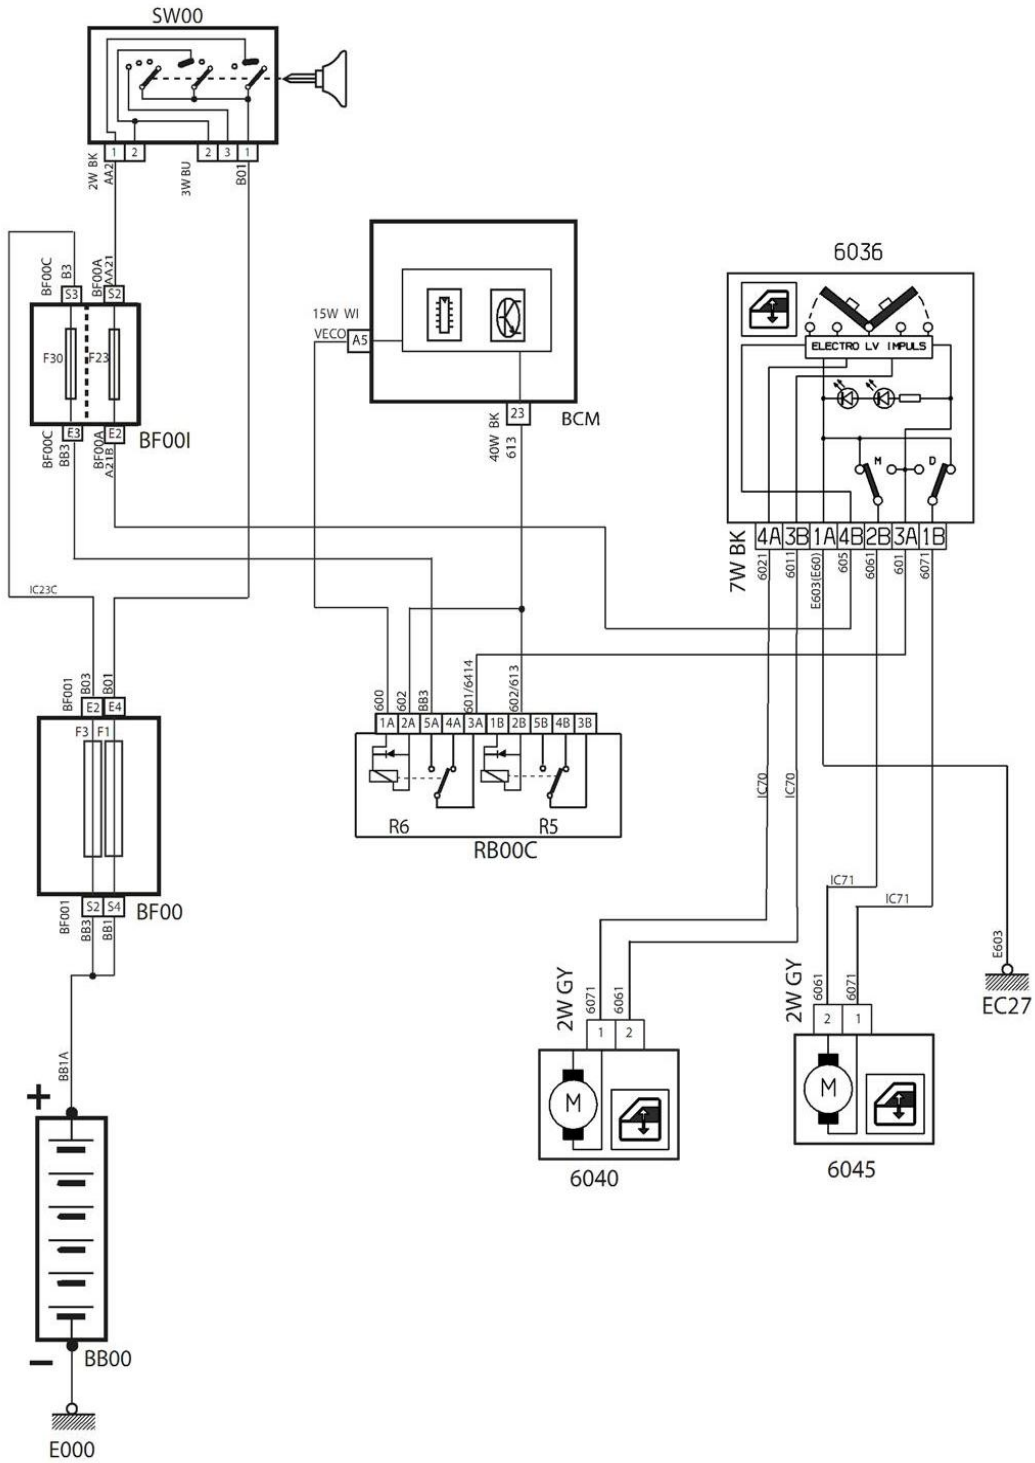 SW00
1 2 2 3 1
2W BK
AA2
3W BU
B01
BF00C
B3
BF00A
AA21
S3 S2
F30 F23
E3 E2
BF00C
BB3
BF00A
A21B
BF00I
15W WI
VECO
A5
23
40W BK
613
BCM
6036
ELECTRO LV IMPULS
M D
4A 3B 1A 4B 2B 3A 1B
7W BK
6021
6011
E603(E60)
605
6061
601
6071
IC23C
BF001
B03
B01
E2 E4
F3 F1
S2 S4
BF001
BB3
BB1
BF00
600
602
BB3
601/6414
602/613
1A 2A 5A 4A 3A 1B 2B 5B 4B 3B
R6 R5
RB00C
IC70
IC70
IC71
IC71
E603
EC27
2W GY
6071
6061
1 2
M
6040
2W GY
6061
6071
2 1
M
6045
BB1A
+
−
BB00
E000